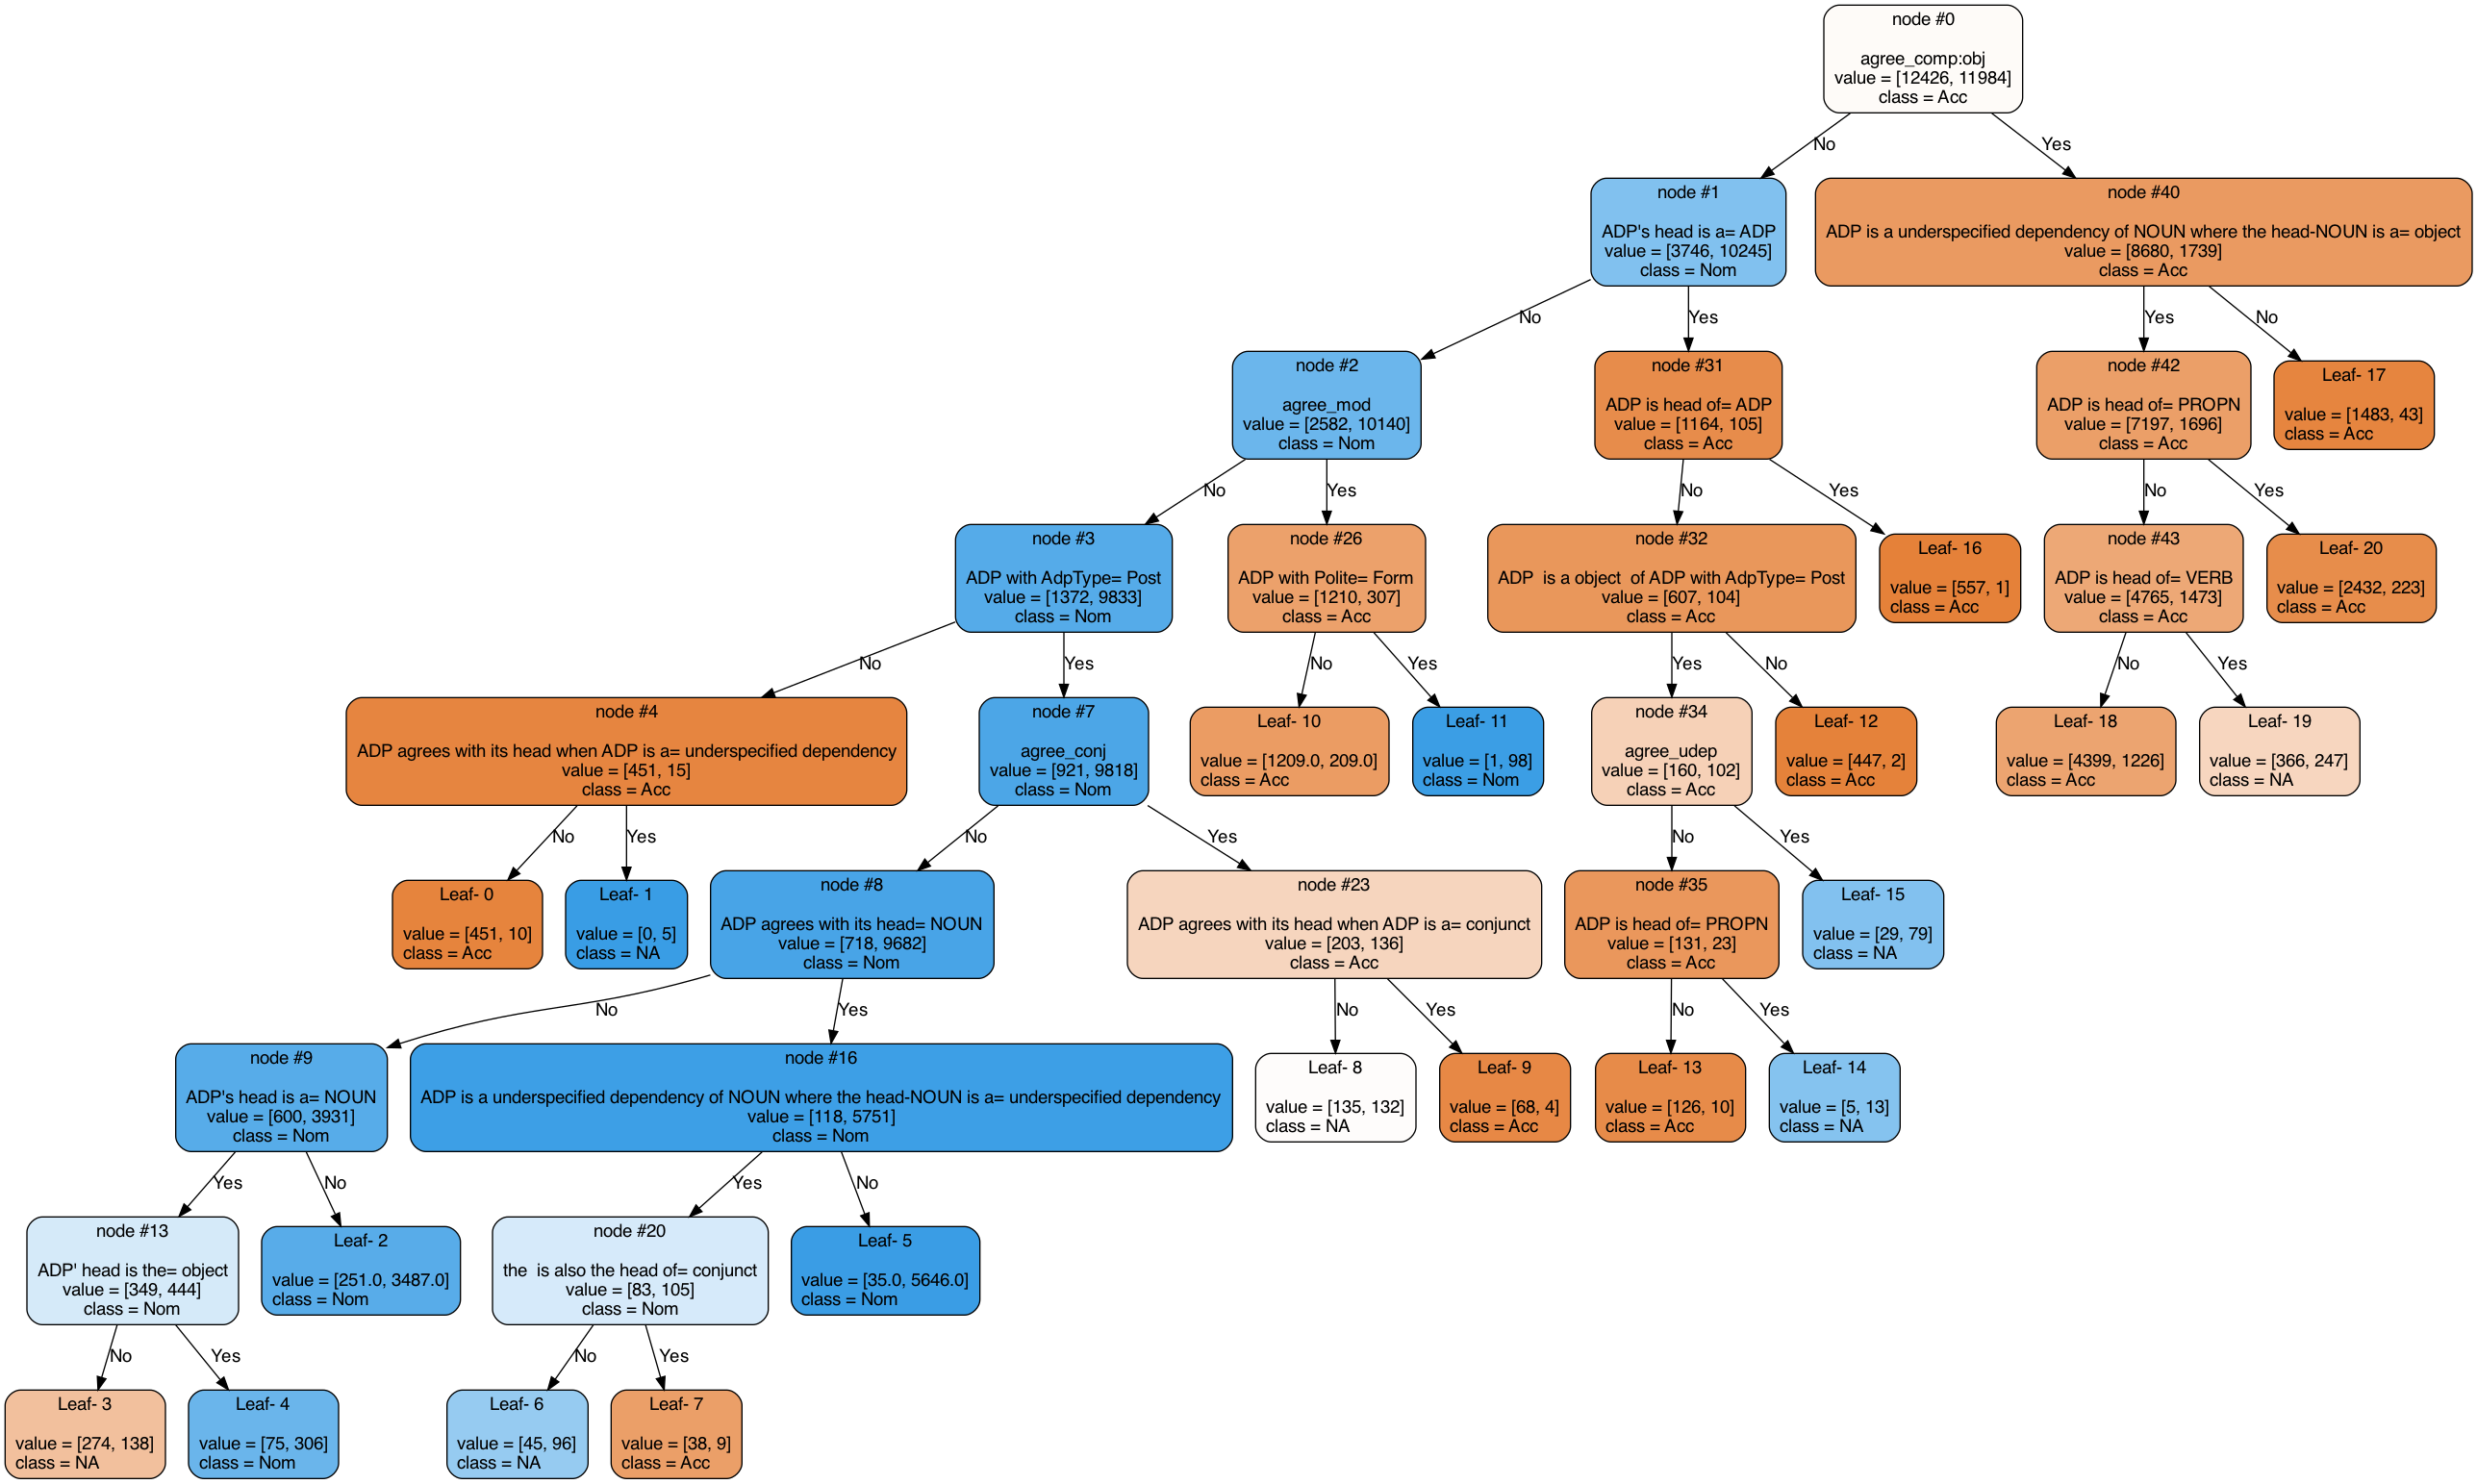 node #0
agree_comp:obj
value = [12426, 11984]
class = Acc
No
Yes
node #1
ADP's head is a= ADP
value = [3746, 10245]
class = Nom
node #40
ADP is a underspecified dependency of NOUN where the head-NOUN is a= object
value = [8680, 1739]
class = Acc
No
Yes
Yes
No
node #2
agree_mod
value = [2582, 10140]
class = Nom
node #31
ADP is head of= ADP
value = [1164, 105]
class = Acc
node #42
ADP is head of= PROPN
value = [7197, 1696]
class = Acc
Leaf- 17
value = [1483, 43]
class = Acc
No
Yes
No
Yes
No
Yes
node #3
ADP with AdpType= Post
value = [1372, 9833]
class = Nom
node #26
ADP with Polite= Form
value = [1210, 307]
class = Acc
node #32
ADP  is a object  of ADP with AdpType= Post
value = [607, 104]
class = Acc
Leaf- 16
value = [557, 1]
class = Acc
node #43
ADP is head of= VERB
value = [4765, 1473]
class = Acc
Leaf- 20
value = [2432, 223]
class = Acc
No
Yes
No
Yes
Yes
No
No
Yes
node #4
ADP agrees with its head when ADP is a= underspecified dependency
value = [451, 15]
class = Acc
node #7
agree_conj
value = [921, 9818]
class = Nom
Leaf- 10
value = [1209.0, 209.0]
class = Acc
Leaf- 11
value = [1, 98]
class = Nom
node #34
agree_udep
value = [160, 102]
class = Acc
Leaf- 12
value = [447, 2]
class = Acc
Leaf- 18
value = [4399, 1226]
class = Acc
Leaf- 19
value = [366, 247]
class = NA
No
Yes
No
Yes
No
Yes
Leaf- 0
value = [451, 10]
class = Acc
Leaf- 1
value = [0, 5]
class = NA
node #8
ADP agrees with its head= NOUN
value = [718, 9682]
class = Nom
node #23
ADP agrees with its head when ADP is a= conjunct
value = [203, 136]
class = Acc
node #35
ADP is head of= PROPN
value = [131, 23]
class = Acc
Leaf- 15
value = [29, 79]
class = NA
No
Yes
No
Yes
No
Yes
node #9
ADP's head is a= NOUN
value = [600, 3931]
class = Nom
node #16
ADP is a underspecified dependency of NOUN where the head-NOUN is a= underspecified dependency
value = [118, 5751]
class = Nom
Leaf- 8
value = [135, 132]
class = NA
Leaf- 9
value = [68, 4]
class = Acc
Leaf- 13
value = [126, 10]
class = Acc
Leaf- 14
value = [5, 13]
class = NA
Yes
No
Yes
No
node #13
ADP' head is the= object
value = [349, 444]
class = Nom
Leaf- 2
value = [251.0, 3487.0]
class = Nom
node #20
the  is also the head of= conjunct
value = [83, 105]
class = Nom
Leaf- 5
value = [35.0, 5646.0]
class = Nom
No
Yes
No
Yes
Leaf- 3
value = [274, 138]
class = NA
Leaf- 4
value = [75, 306]
class = Nom
Leaf- 6
value = [45, 96]
class = NA
Leaf- 7
value = [38, 9]
class = Acc